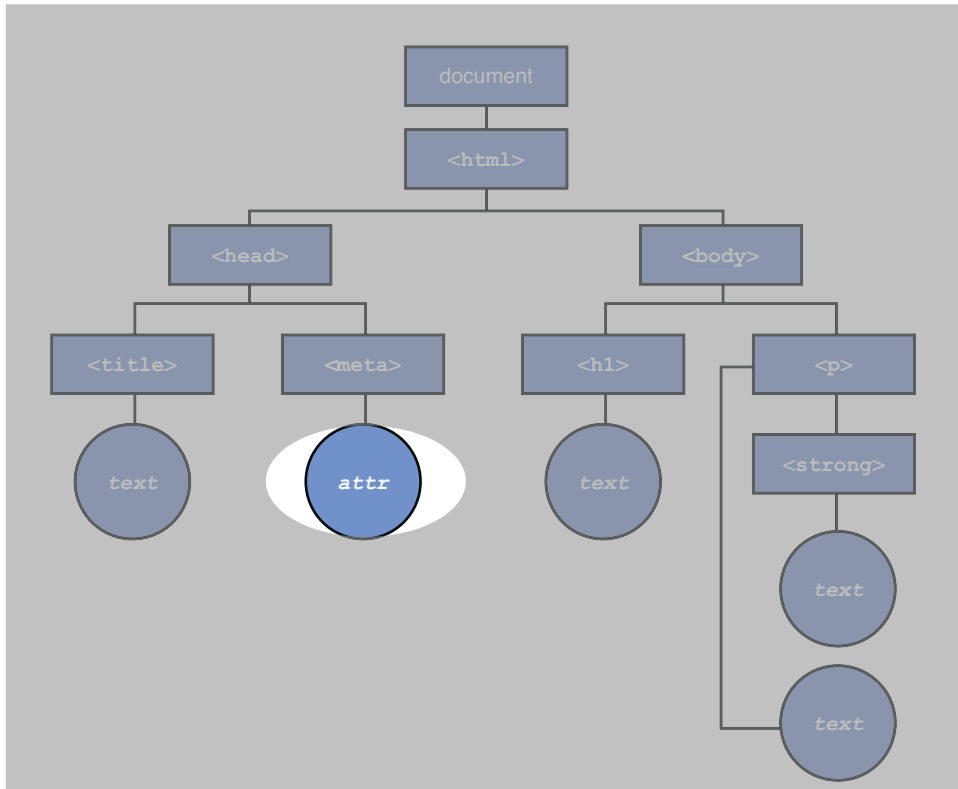 document
<html>
<head>
<body>
<title>
<meta>
<h1>
<p>
<strong>
text
attr
text
text
text